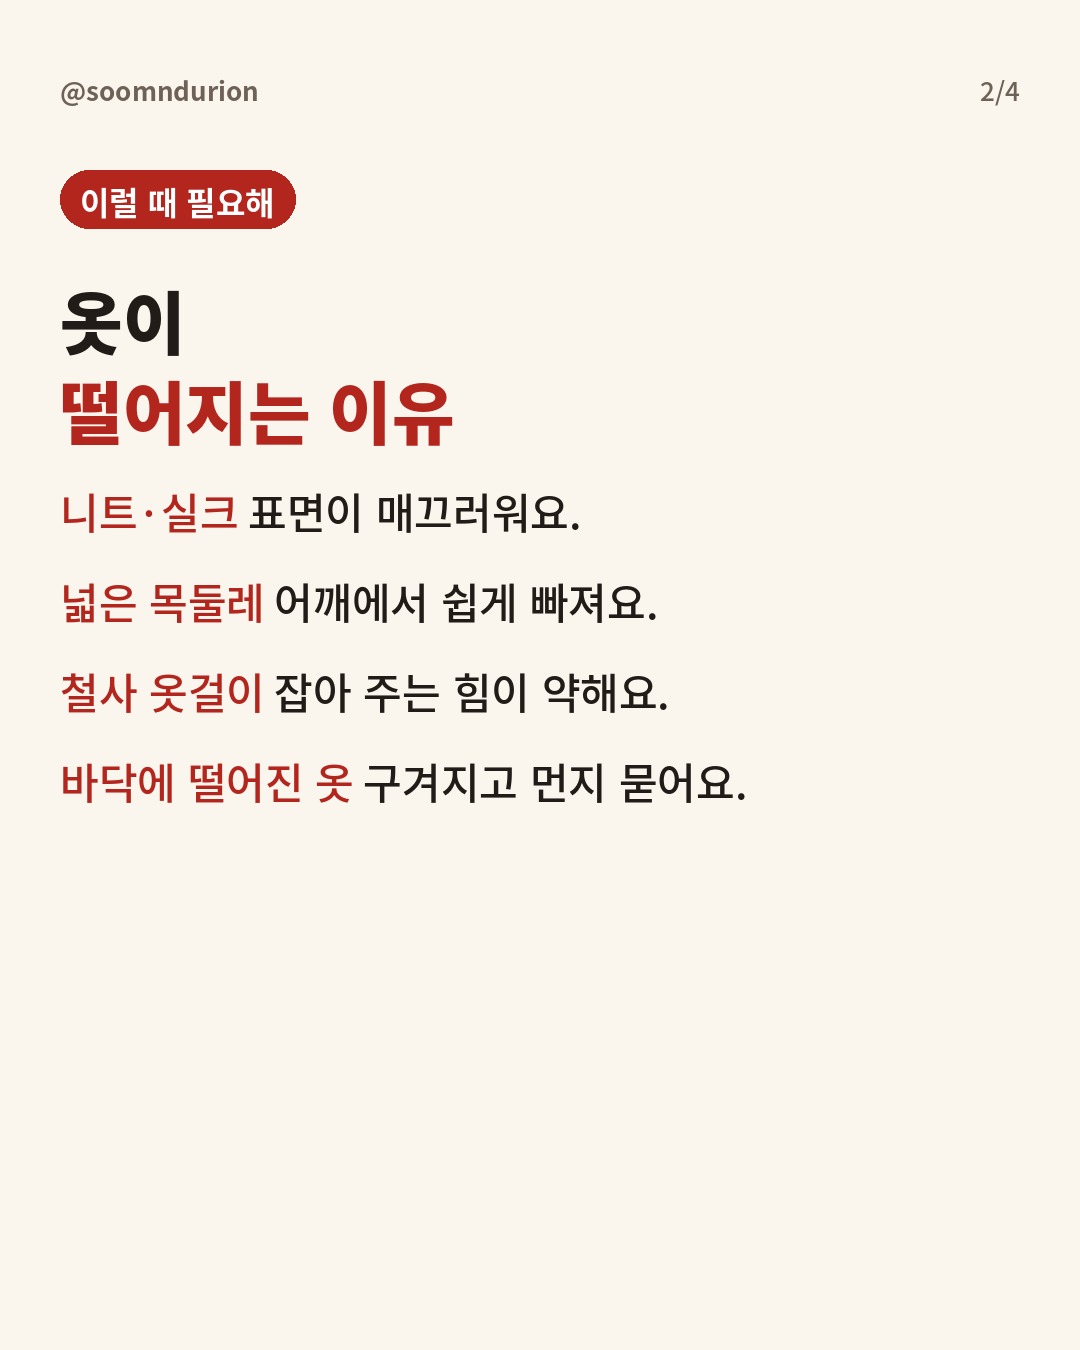 @soomndurion
2/4
이럴 때 필요해
옷이
떨어지는 이유
니트·실크 표면이 매끄러워요.
넓은 목둘레 어깨에서 쉽게 빠져요.
철사 옷걸이 잡아 주는 힘이 약해요.
바닥에 떨어진 옷 구겨지고 먼지 묻어요.